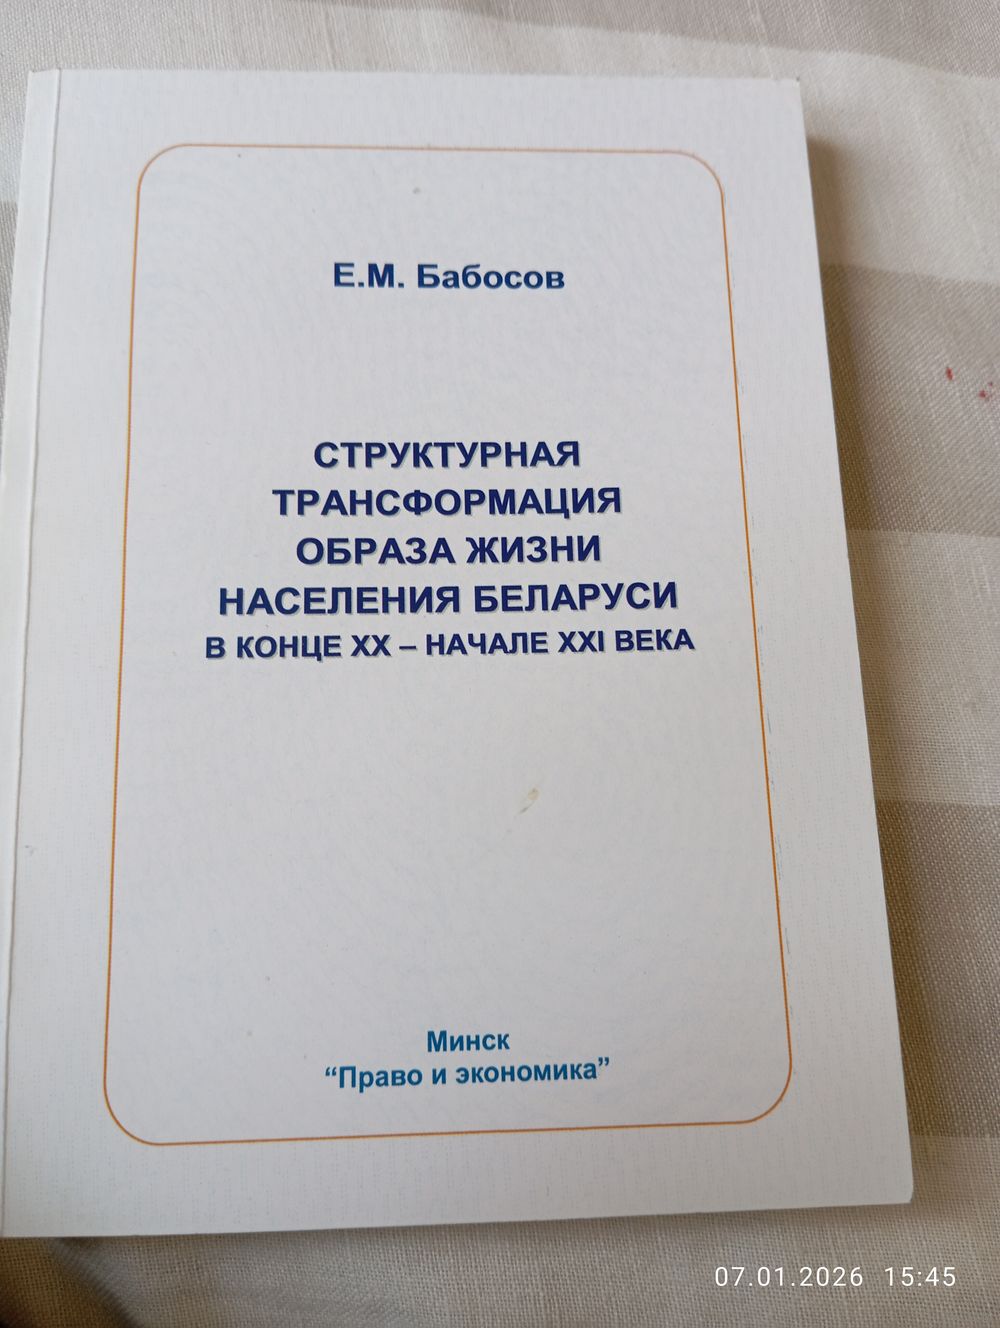 Е.М. Бабосов
СТРУКТУРНАЯ
ТРАНСФОРМАЦИЯ
ОБРАЗА ЖИЗНИ
НАСЕЛЕНИЯ БЕЛАРУСИ
В КОНЦЕ XX – НАЧАЛЕ XXI ВЕКА
Минск
“Право и экономика”
07.01.2026 15:45